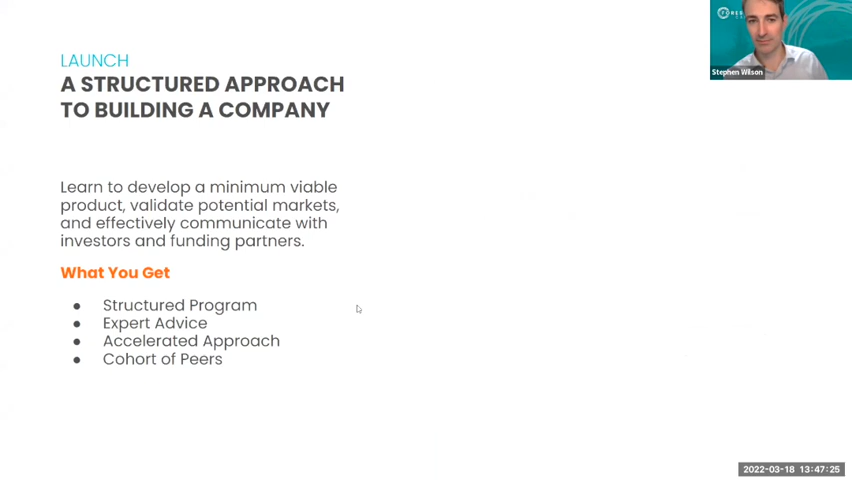 LAUNCH
A STRUCTURED APPROACH
TO BUILDING A COMPANY
Learn to develop a minimum viable
product, validate potential markets,
and effectively communicate with
investors and funding partners.
What You Get
● Structured Program
● Expert Advice
● Accelerated Approach
● Cohort of Peers
Stephen Wilson
2022-03-18 13:47:25